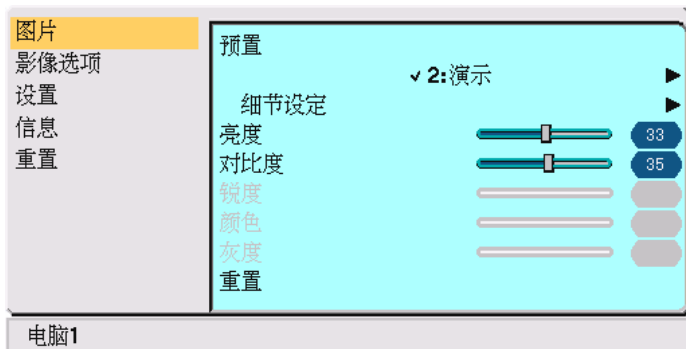 图片
影像选项
设置
信息
重置
预置
✓2:演示
细节设定
亮度 33
对比度 35
锐度
颜色
灰度
重置
电脑1